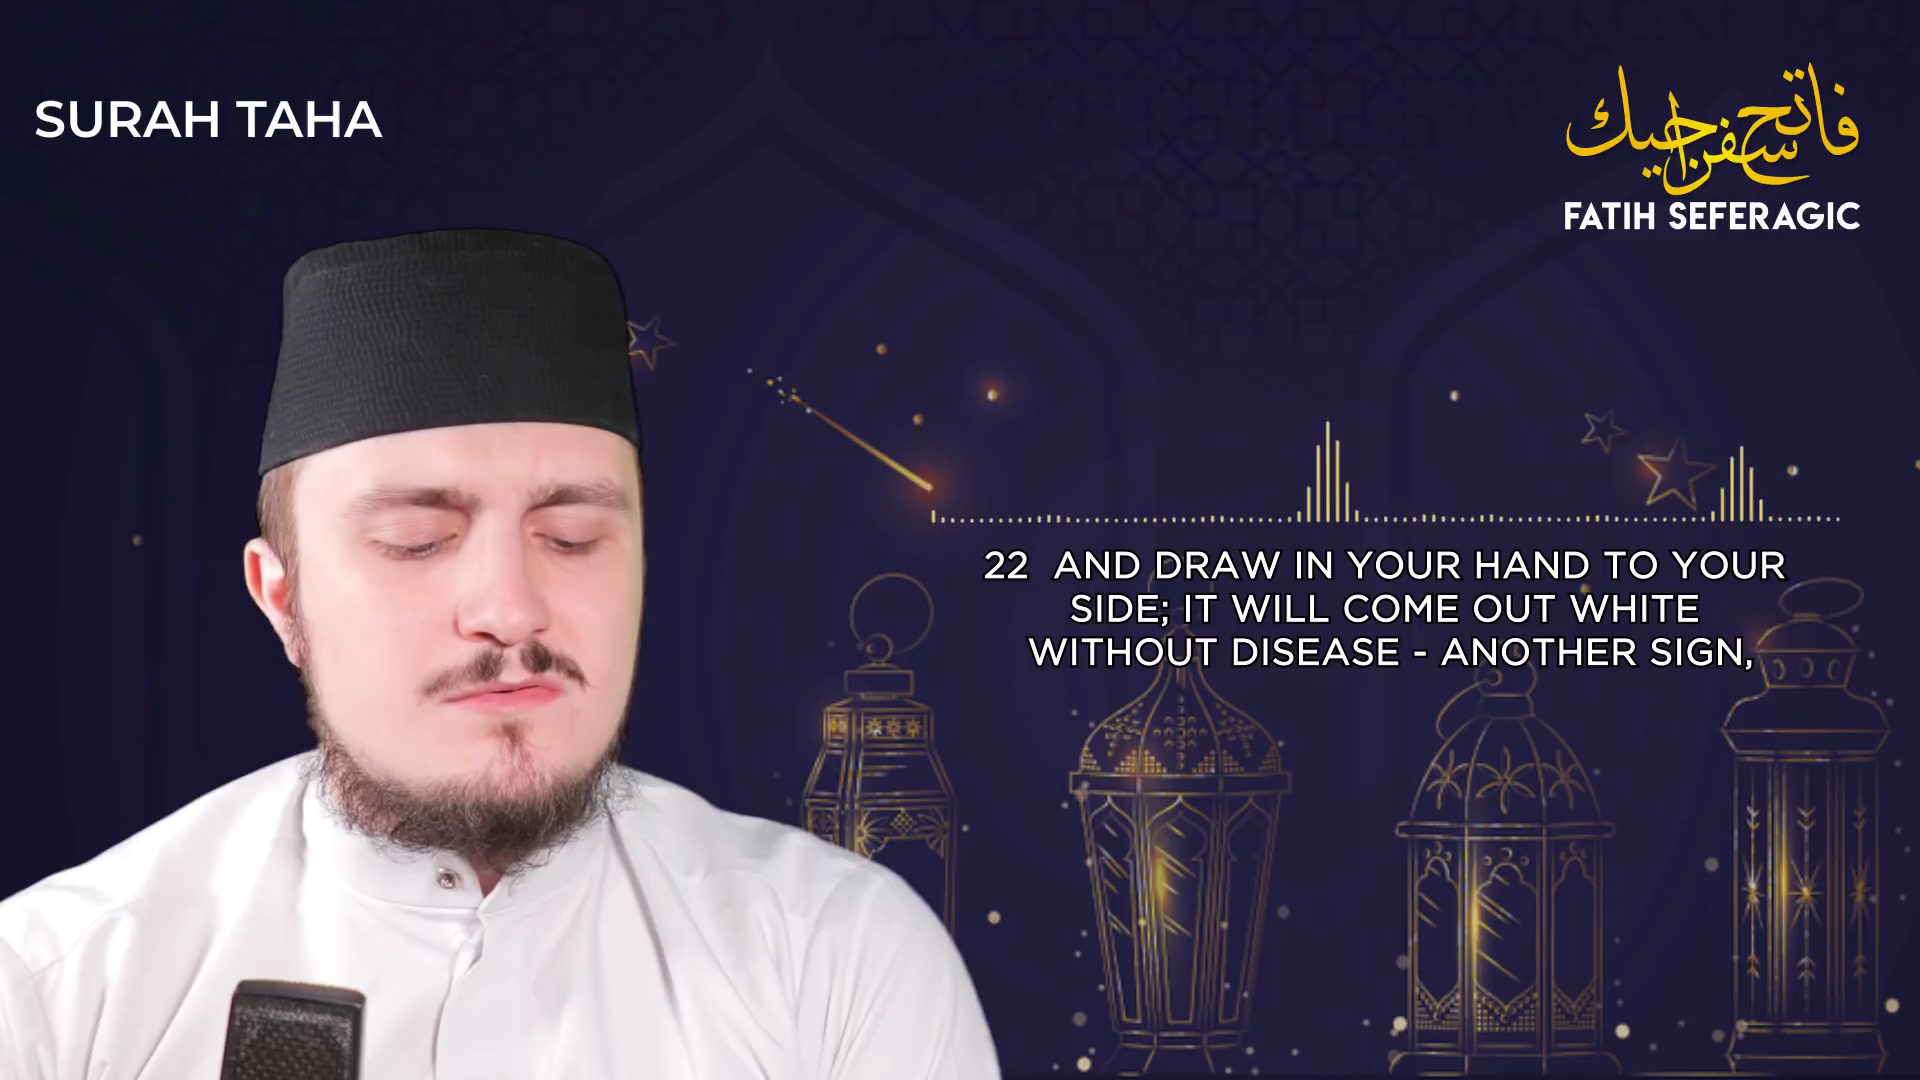 SURAH TAHA
فاتح سفراجيك
FATIH SEFERAGIC
22 AND DRAW IN YOUR HAND TO YOUR
SIDE; IT WILL COME OUT WHITE
WITHOUT DISEASE - ANOTHER SIGN,